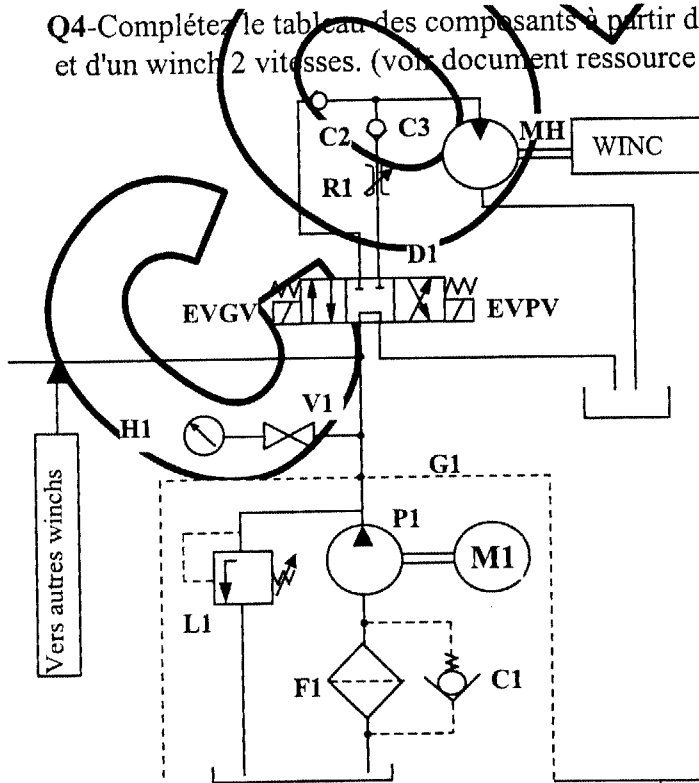 Q4-Complétez le tableau des composants à partir d
et d'un winch 2 vitesses. (voir document ressource
C2
C3
MH
WINC
R1
D1
EVGV
EVPV
V1
H1
G1
Vers autres winchs
P1
M1
L1
F1
C1